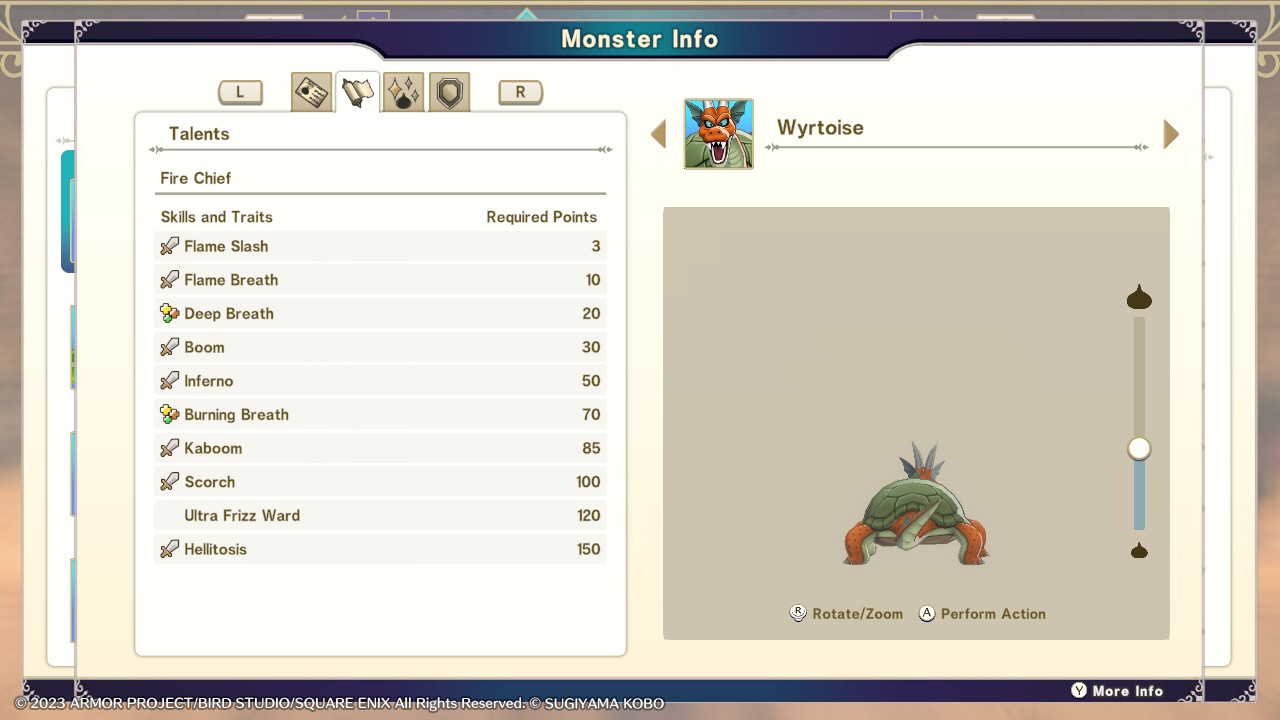 Monster Info
L
R
Talents
Fire Chief
Skills and Traits Required Points
Flame Slash 3
Flame Breath 10
Deep Breath 20
Boom 30
Inferno 50
Burning Breath 70
Kaboom 85
Scorch 100
Ultra Frizz Ward 120
Hellitosis 150
Wyrtoise
R Rotate/Zoom A Perform Action
Y More Info
© 2023 ARMOR PROJECT/BIRD STUDIO/SQUARE ENIX All Rights Reserved. © SUGIYAMA KOBO